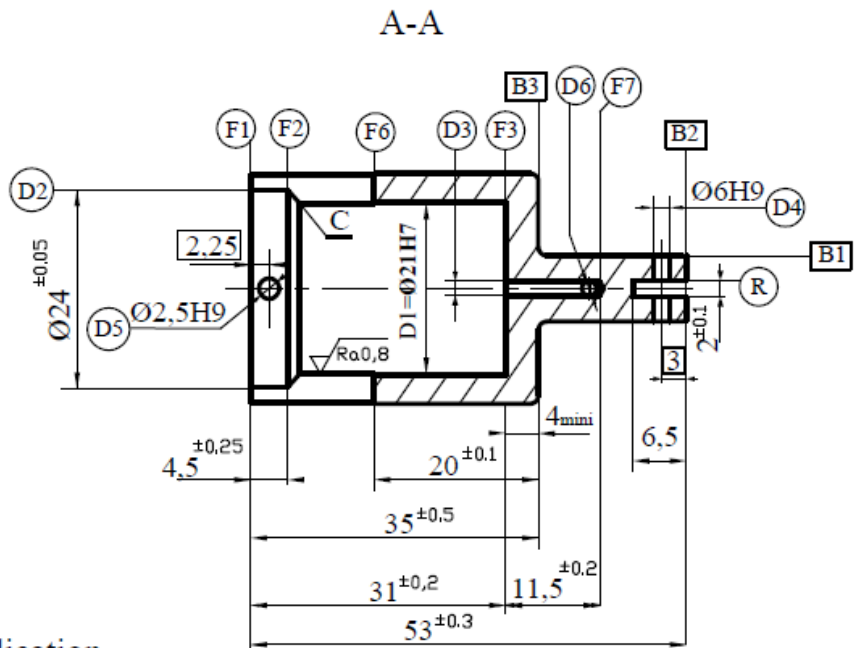 A-A
B3 D6 F7
F1 F2 F6 D3 F3 B2
D2 Ø6H9 D4
C
2,25 B1
Ø24 ±0.05
D1=Ø21H7
R
D5 Ø2,5H9
Ra0,8
2 ±0.1
3
4mini
4,5 ±0,25
20 ±0.1
6,5
35 ±0,5
31 ±0,2
11,5 ±0.2
53 ±0.3